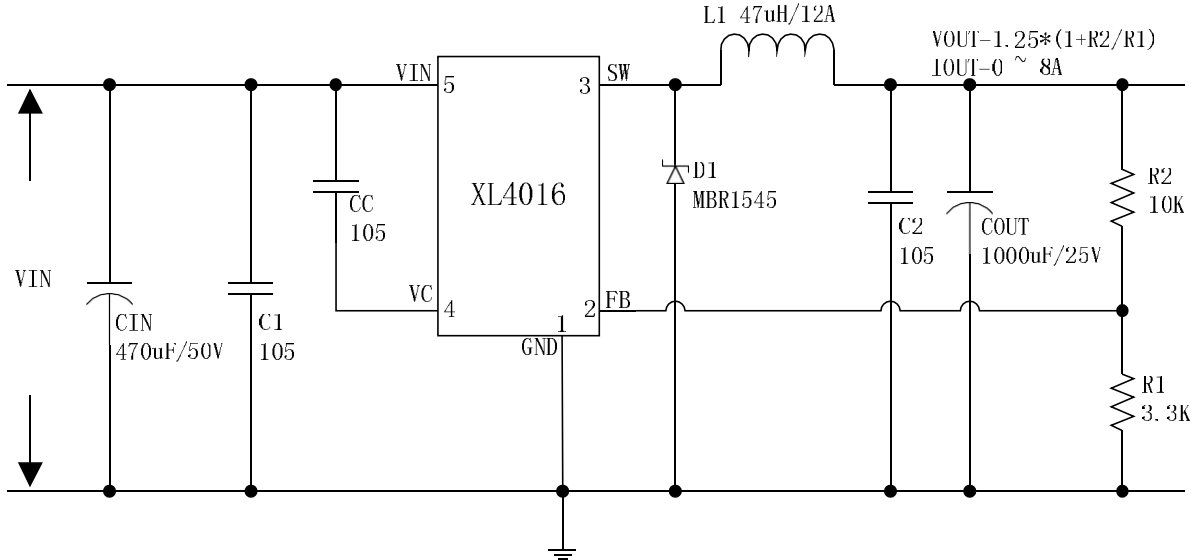 L1 47uH/12A
VOUT=1.25*(1+R2/R1)
IOUT=0 ~ 8A
VIN
5
3
SW
XL4016
D1
MBR1545
R2
10K
CC
105
C2
105
COUT
1000uF/25V
VIN
VC
4
2
FB
1
GND
CIN
470uF/50V
C1
105
R1
3.3K